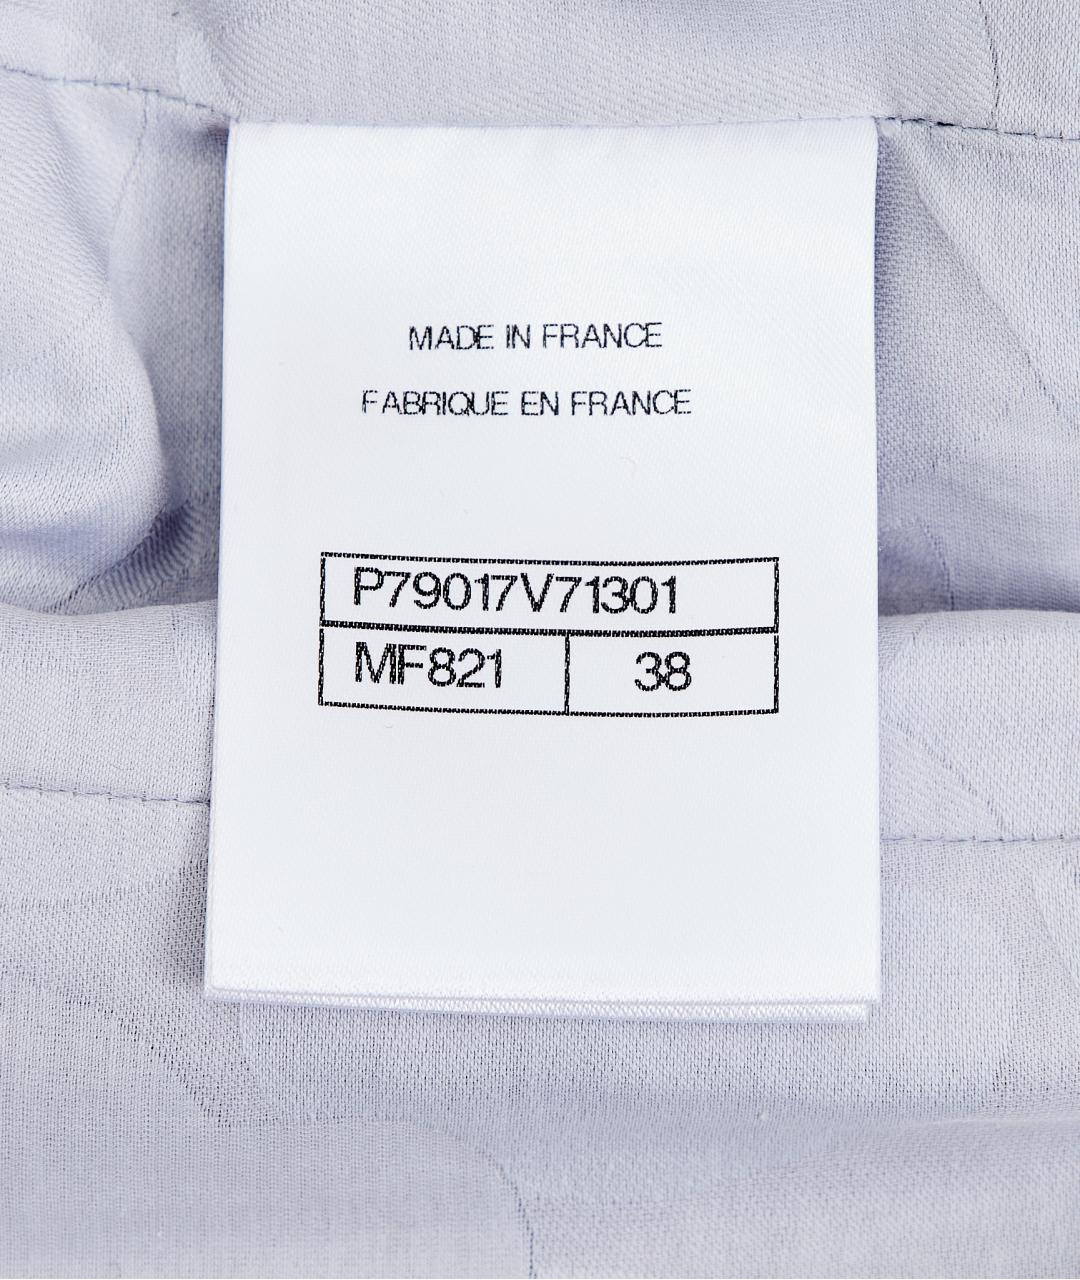 MADE IN FRANCE
FABRIQUE EN FRANCE
P79017V71301
MF821 38